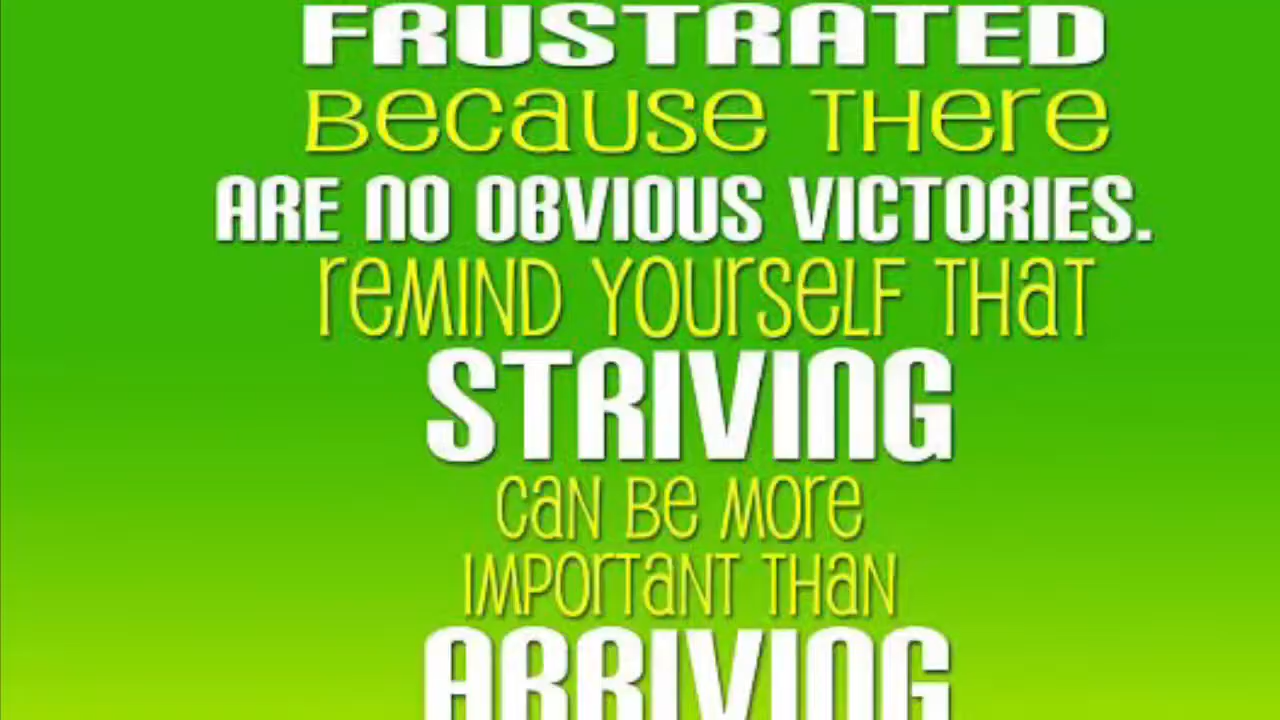 FRUSTRATED
BECAUSE THERE
ARE NO OBVIOUS VICTORIES.
REMIND YOURSELF THAT
STRIVING
CAN BE MORE
IMPORTANT THAN
ARRIVING